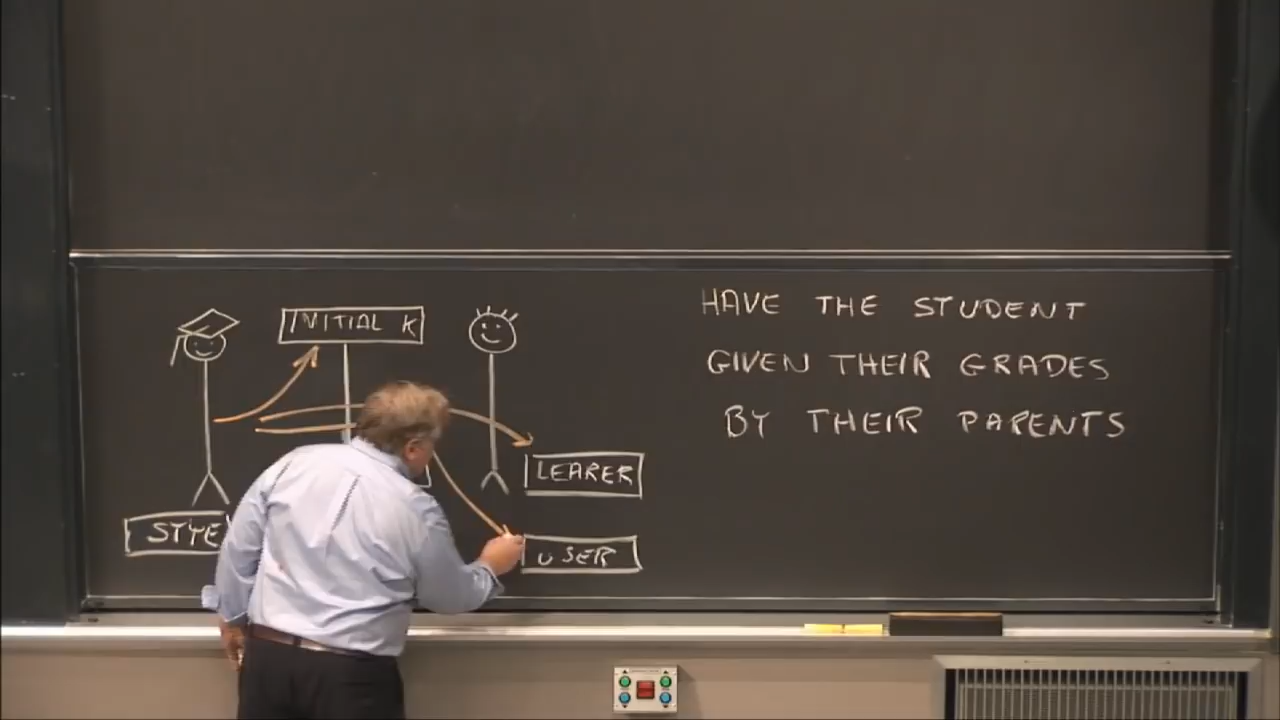 INITIAL K
LEARER
STYE
USER
HAVE THE STUDENT
GIVEN THEIR GRADES
BY THEIR PARENTS